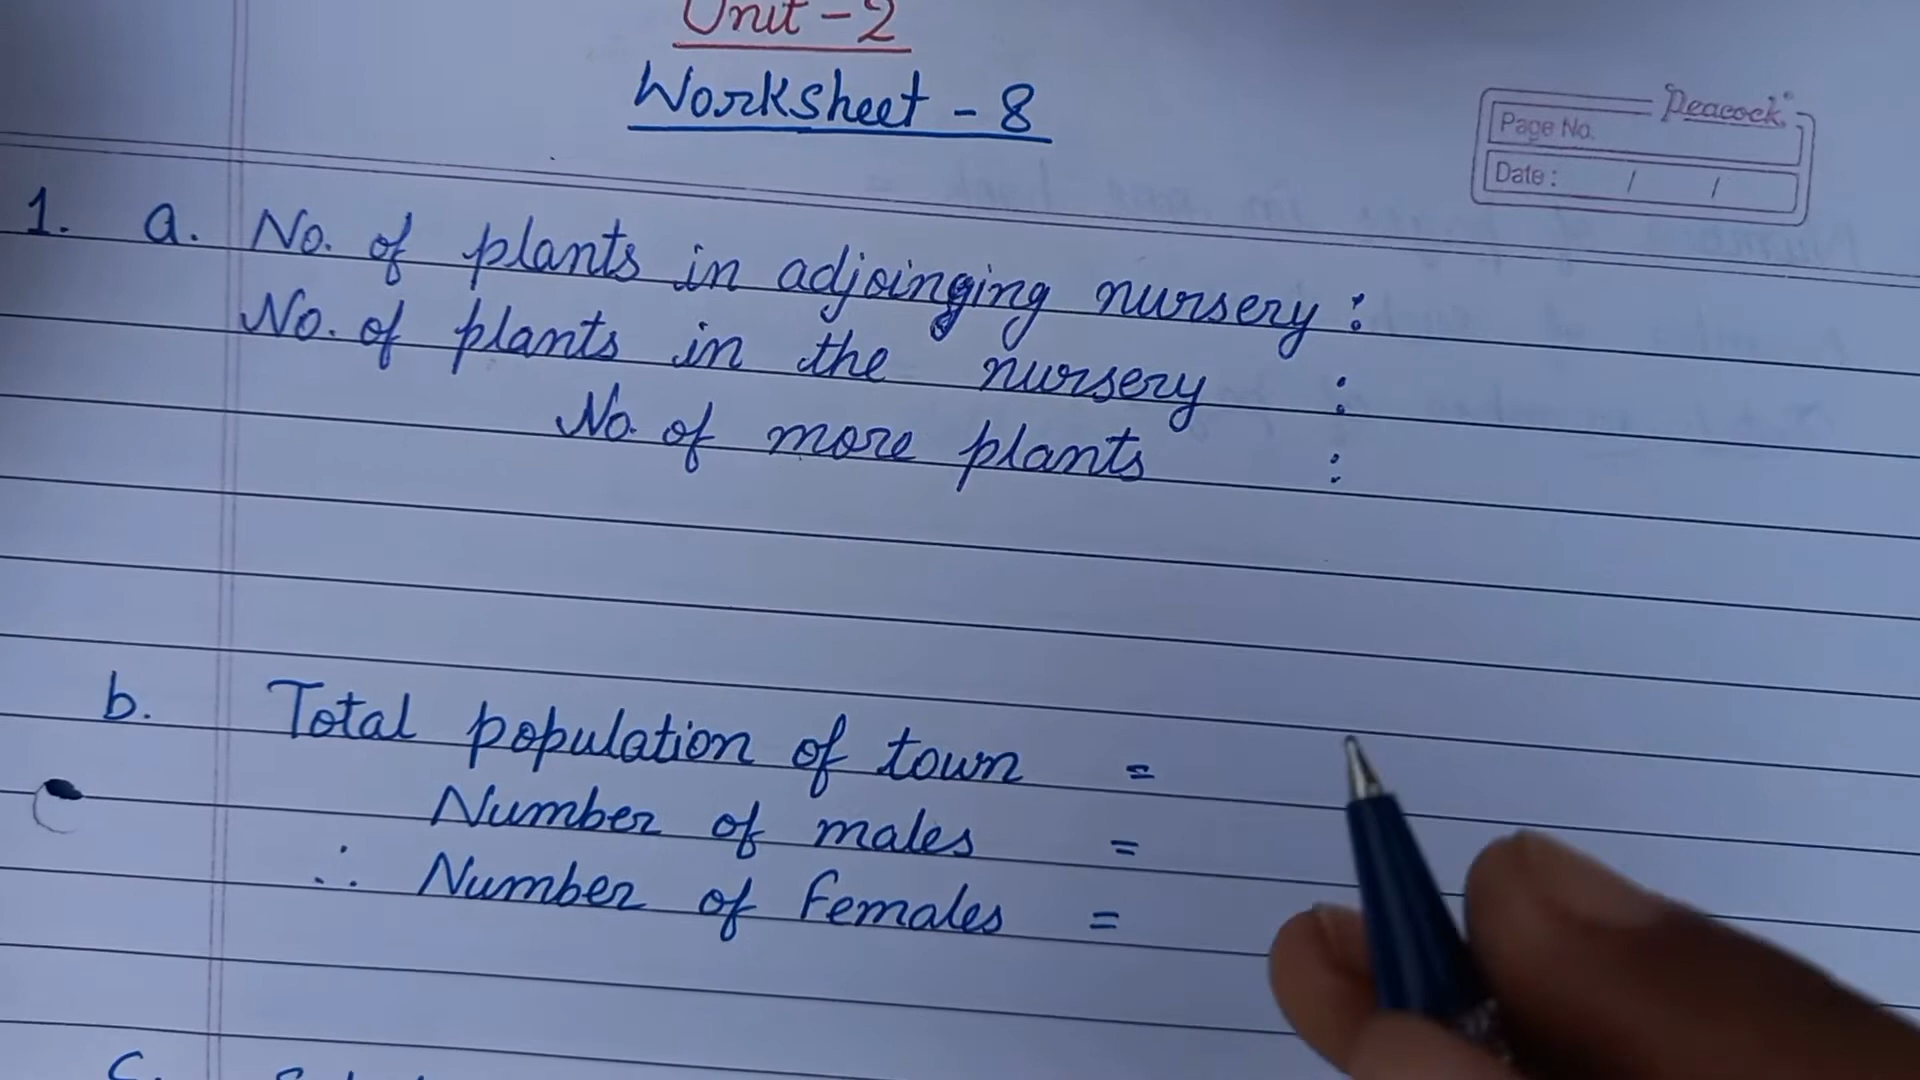 Unit - 2
Worksheet - 8
Peacock
Page No.
Date : / /
1. a. No. of plants in adjoinging nursery :
No. of plants in the nursery :
No. of more plants :
b. Total population of town =
Number of males =
∴ Number of Females =
c.